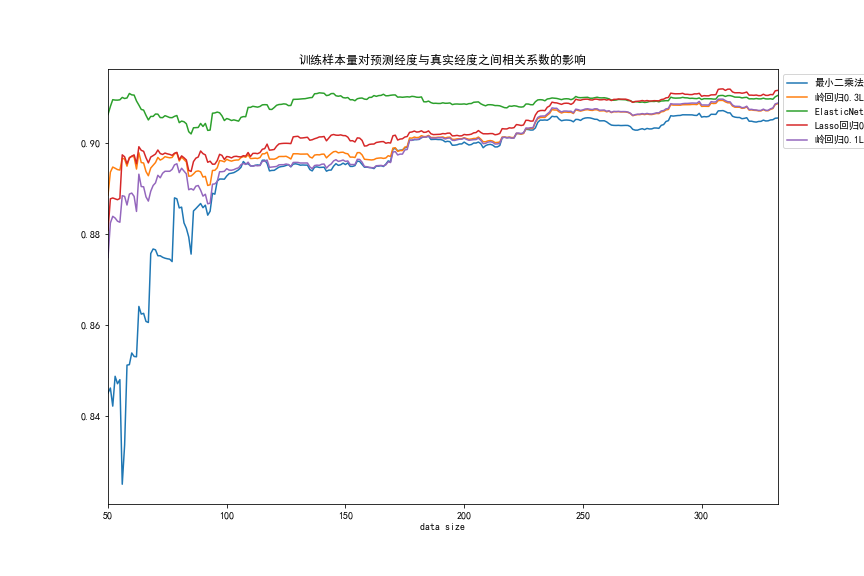 训练样本量对预测经度与真实经度之间相关系数的影响
最小二乘法
岭回归0.3L
ElasticNet
Lasso回归0
岭回归0.1L
0.90
0.88
0.86
0.84
50
100
150
200
250
300
data size